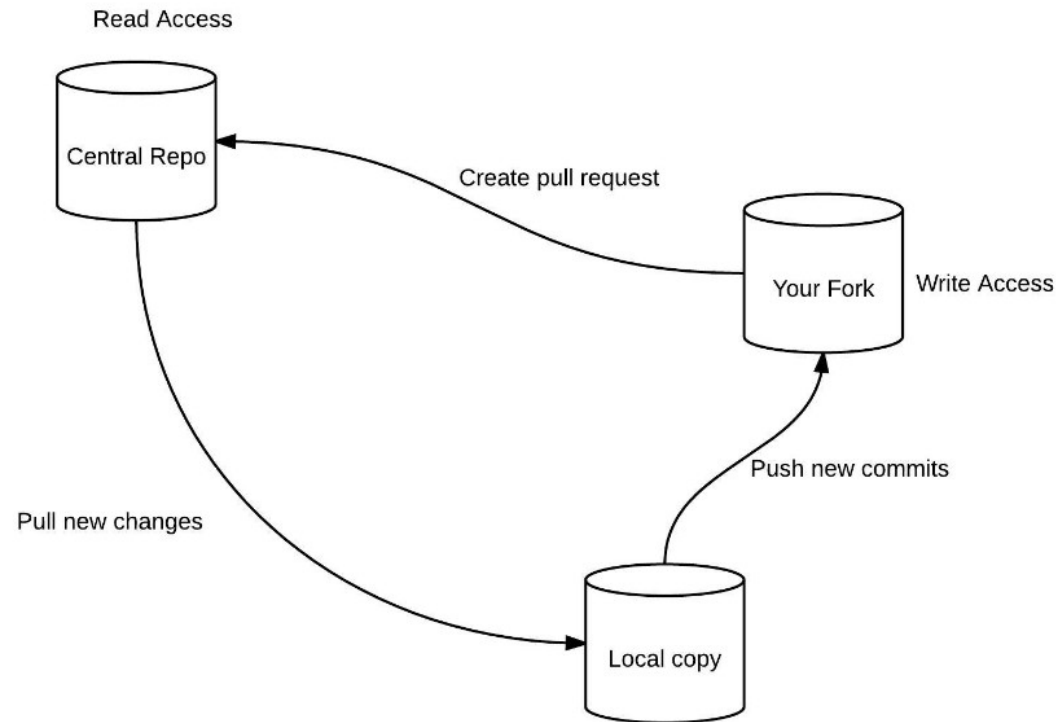 Read Access
Central Repo
Create pull request
Your Fork
Write Access
Push new commits
Pull new changes
Local copy